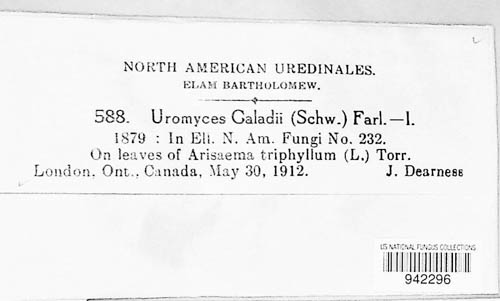 NORTH AMERICAN UREDINALES.
ELAM BARTHOLOMEW.
588. Uromyces Caladii (Schw.) Farl.—I.
1879 : In Ell. N. Am. Fungi No. 232.
On leaves of Arisaema triphyllum (L.) Torr.
London, Ont., Canada, May 30, 1912. J. Dearness
US NATIONAL FUNGUS COLLECTIONS
942296